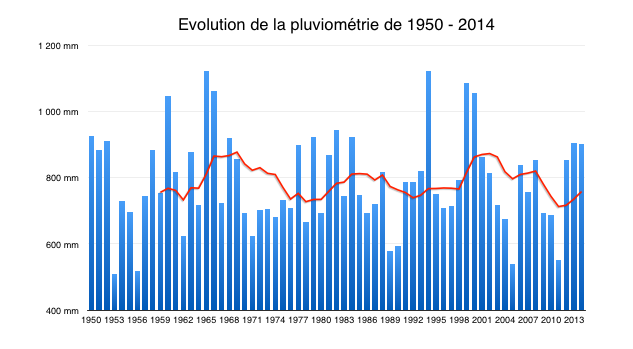 Evolution de la pluviométrie de 1950 - 2014
1 200 mm
1 000 mm
800 mm
600 mm
400 mm
1950 1953 1956 1959 1962 1965 1968 1971 1974 1977 1980 1983 1986 1989 1992 1995 1998 2001 2004 2007 2010 2013